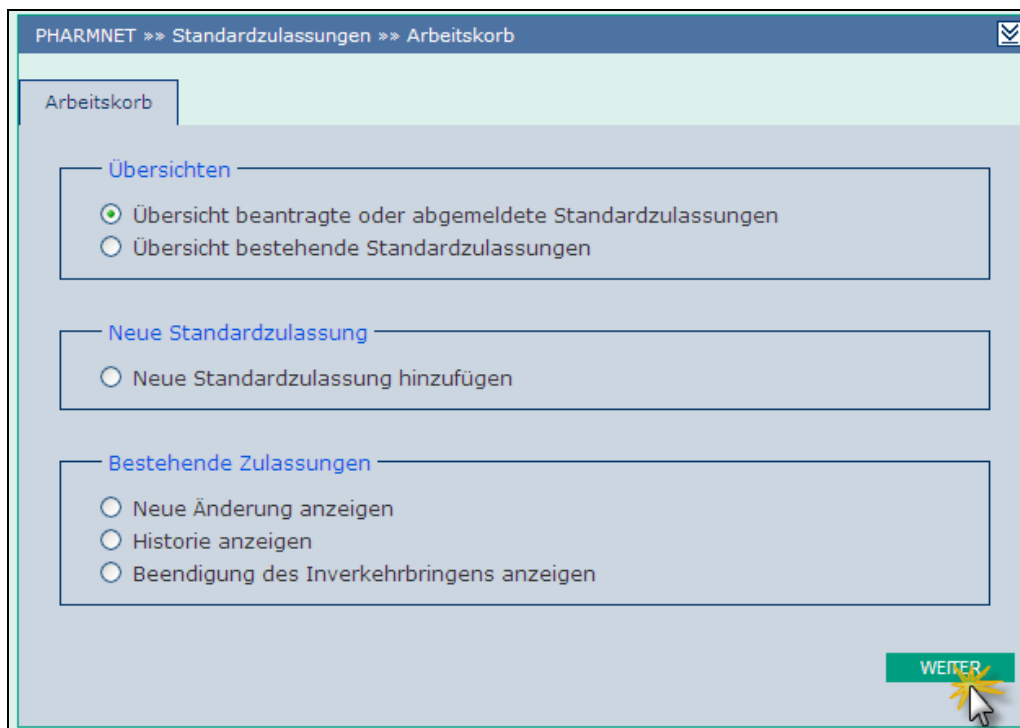 PHARMNET »» Standardzulassungen »» Arbeitskorb
Arbeitskorb
Übersichten
Übersicht beantragte oder abgemeldete Standardzulassungen
Übersicht bestehende Standardzulassungen
Neue Standardzulassung
Neue Standardzulassung hinzufügen
Bestehende Zulassungen
Neue Änderung anzeigen
Historie anzeigen
Beendigung des Inverkehrbringens anzeigen
WEITER